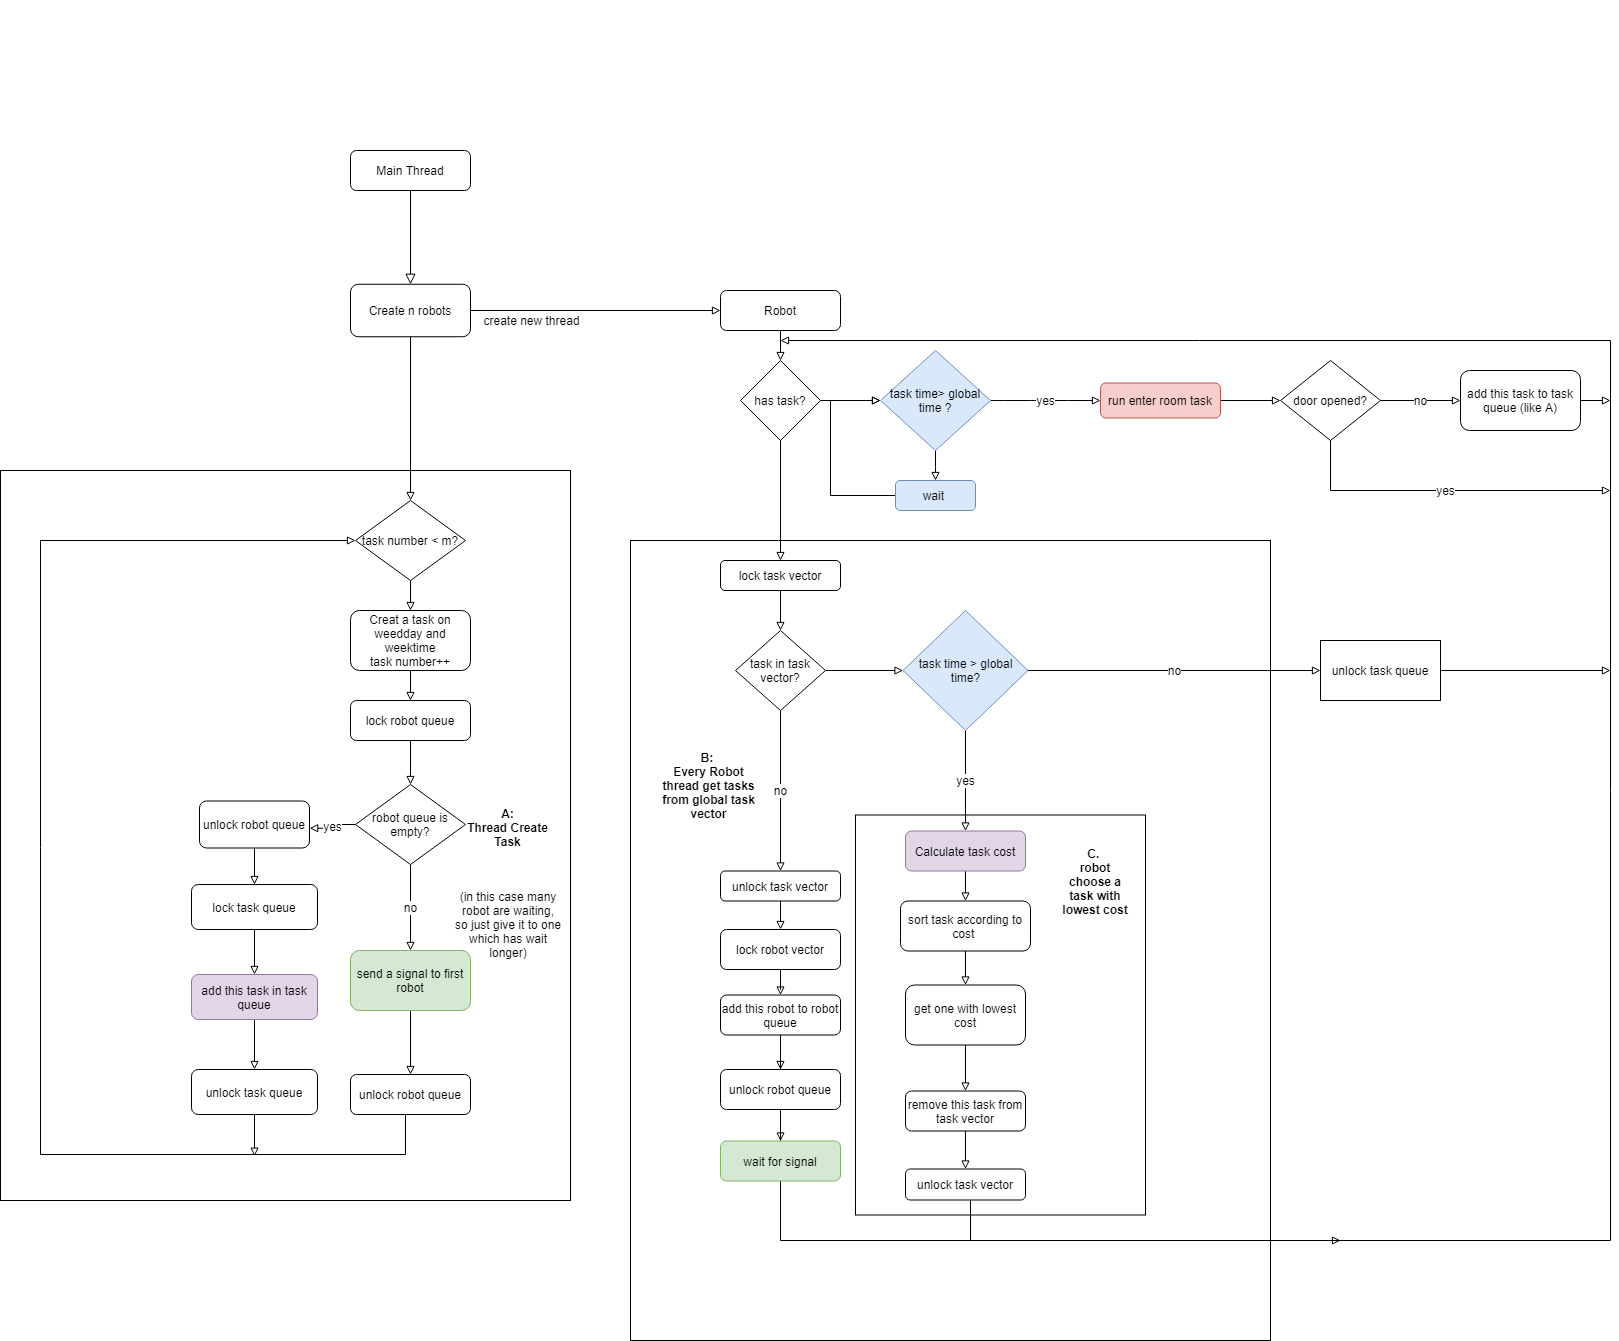 Main Thread
Create n robots
create new thread
Robot
has task?
task time> global
time ?
yes
run enter room task
door opened?
no
add this task to task
queue (like A)
wait
yes
task number < m?
Creat a task on
weedday and
weektime
task number++
lock robot queue
robot queue is
empty?
yes
unlock robot queue
A:
Thread Create
Task
lock task queue
no
(in this case many
robot are waiting,
so just give it to one
which has wait
longer)
add this task in task
queue
send a signal to first
robot
unlock task queue
unlock robot queue
lock task vector
task in task
vector?
task time > global
time?
no
unlock task queue
B:
Every Robot
thread get tasks
from global task
vector
no
yes
unlock task vector
lock robot vector
add this robot to robot
queue
unlock robot queue
wait for signal
Calculate task cost
C.
robot
choose a
task with
lowest cost
sort task according to
cost
get one with lowest
cost
remove this task from
task vector
unlock task vector